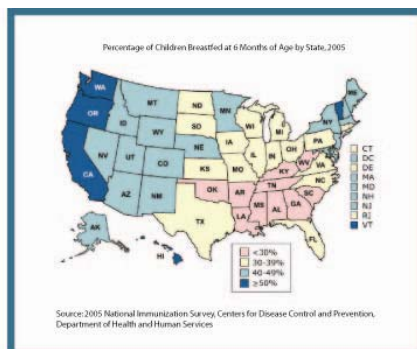 Percentage of Children Breastfed at 6 Months of Age by State, 2005
WA
MT
ND
MN
ME
OR
ID
SD
WI
MI
NY
WY
IA
PA
NV
UT
CO
NE
IL
IN
OH
WV
VA
CA
KS
MO
KY
NC
AZ
NM
OK
AR
TN
SC
MS
AL
GA
LA
TX
FL
AK
HI
CT
DC
DE
MA
MD
NH
NJ
RI
VT
<30%
30-39%
40-49%
≥50%
Source: 2005 National Immunization Survey, Centers for Disease Control and Prevention,
Department of Health and Human Services